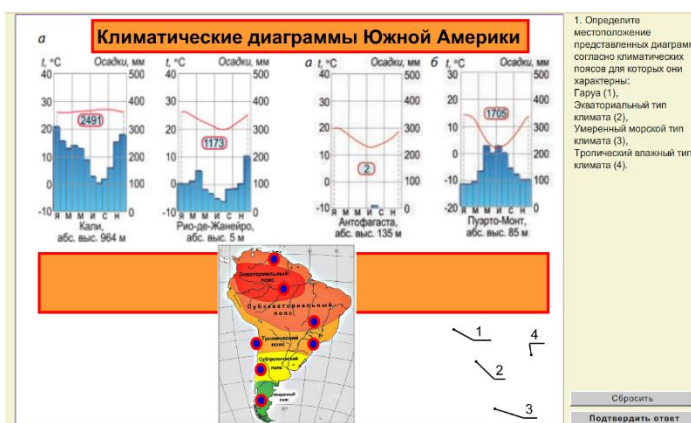 Климатические диаграммы Южной Америки
а
t, °C Осадки, мм
40 500
30 400
20 300
10 200
0 100
-10 0
2491
Я М М И С Н
Кали,
абс. выс. 964 м
t, °C Осадки, мм
40 500
30 400
20 300
10 200
0 100
-10 0
1173
Я М М И С Н
Рио-де-Жанейро,
абс. выс. 5 м
а
t, °C Осадки, мм
40 500
30 400
20 300
10 200
0 100
-10 0
2
Я М М И С Н
Антофагаста,
абс. выс. 135 м
б
t, °C Осадки, мм
30 500
20 400
10 300
0 200
-10 100
-20 0
1705
Я М М И С Н
Пуэрто-Монт,
абс. выс. 85 м
Экваториальный
пояс
Субэкваториальный
пояс
Тропический
пояс
Субтропический
пояс
Умеренный
пояс
1
4
2
3
1. Определите
местоположение
представленных диаграмм
согласно климатических
поясов для которых они
характерны:
Гаруа (1),
Экваториальный тип
климата (2),
Умеренный морской тип
климата (3),
Тропический влажный тип
климата (4).
Сбросить
Подтвердить ответ